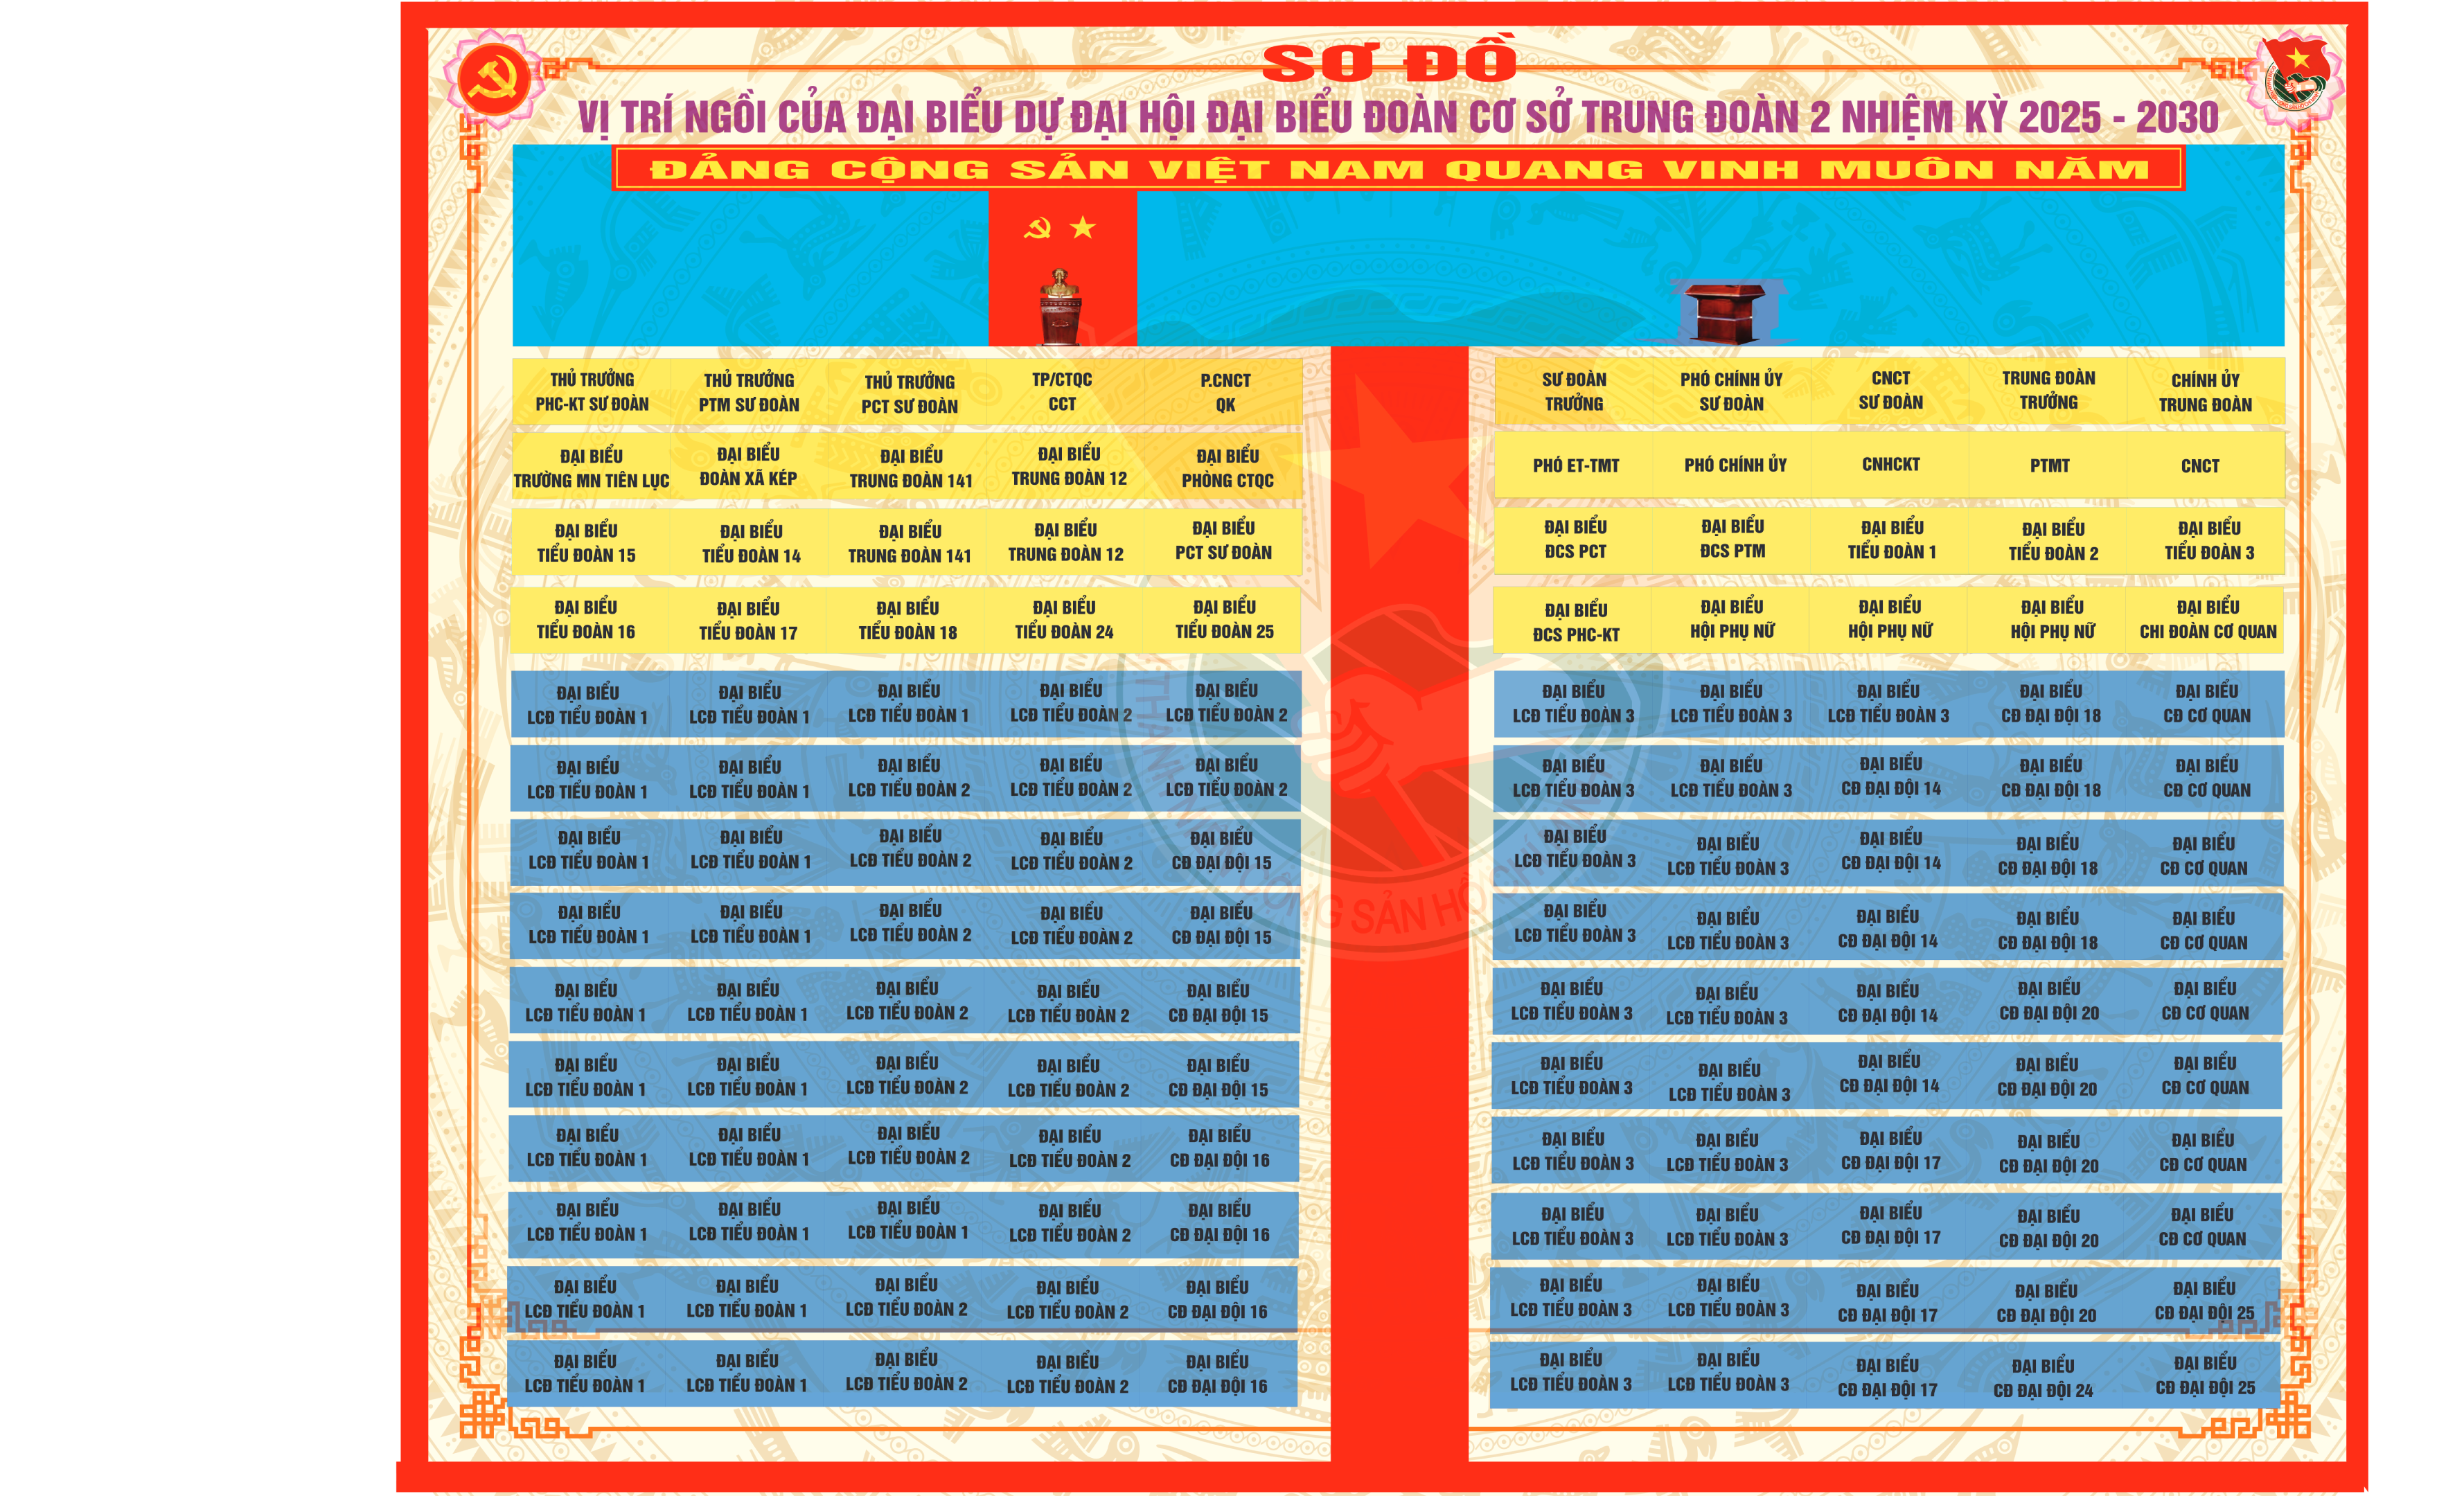 SƠ ĐỒ
VỊ TRÍ NGỒI CỦA ĐẠI BIỂU DỰ ĐẠI HỘI ĐẠI BIỂU ĐOÀN CƠ SỞ TRUNG ĐOÀN 2 NHIỆM KỲ 2025 - 2030
ĐẢNG CỘNG SẢN VIỆT NAM QUANG VINH MUÔN NĂM
THỦ TRƯỞNG THỦ TRƯỞNG THỦ TRƯỞNG TP/CTQC P.CNCT SƯ ĐOÀN PHÓ CHÍNH ỦY CNCT TRUNG ĐOÀN CHÍNH ỦY
PHC-KT SƯ ĐOÀN PTM SƯ ĐOÀN PCT SƯ ĐOÀN CCT QK TRƯỞNG SƯ ĐOÀN SƯ ĐOÀN TRƯỞNG TRUNG ĐOÀN
ĐẠI BIỂU ĐẠI BIỂU ĐẠI BIỂU ĐẠI BIỂU ĐẠI BIỂU
TRƯỜNG MN TIÊN LỤC ĐOÀN XÃ KÉP TRUNG ĐOÀN 141 TRUNG ĐOÀN 12 PHÒNG CTQC
PHÓ ET-TMT PHÓ CHÍNH ỦY CNHCKT PTMT CNCT
ĐẠI BIỂU ĐẠI BIỂU ĐẠI BIỂU ĐẠI BIỂU ĐẠI BIỂU ĐẠI BIỂU ĐẠI BIỂU ĐẠI BIỂU ĐẠI BIỂU ĐẠI BIỂU
TIỂU ĐOÀN 15 TIỂU ĐOÀN 14 TRUNG ĐOÀN 141 TRUNG ĐOÀN 12 PCT SƯ ĐOÀN ĐCS PCT ĐCS PTM TIỂU ĐOÀN 1 TIỂU ĐOÀN 2 TIỂU ĐOÀN 3
ĐẠI BIỂU ĐẠI BIỂU ĐẠI BIỂU ĐẠI BIỂU ĐẠI BIỂU ĐẠI BIỂU ĐẠI BIỂU ĐẠI BIỂU ĐẠI BIỂU ĐẠI BIỂU
TIỂU ĐOÀN 16 TIỂU ĐOÀN 17 TIỂU ĐOÀN 18 TIỂU ĐOÀN 24 TIỂU ĐOÀN 25 ĐCS PHC-KT HỘI PHỤ NỮ HỘI PHỤ NỮ HỘI PHỤ NỮ CHI ĐOÀN CƠ QUAN
ĐẠI BIỂU ĐẠI BIỂU ĐẠI BIỂU ĐẠI BIỂU ĐẠI BIỂU ĐẠI BIỂU ĐẠI BIỂU ĐẠI BIỂU ĐẠI BIỂU ĐẠI BIỂU
LCĐ TIỂU ĐOÀN 1 LCĐ TIỂU ĐOÀN 1 LCĐ TIỂU ĐOÀN 1 LCĐ TIỂU ĐOÀN 2 LCĐ TIỂU ĐOÀN 2 LCĐ TIỂU ĐOÀN 3 LCĐ TIỂU ĐOÀN 3 LCĐ TIỂU ĐOÀN 3 CĐ ĐẠI ĐỘI 18 CĐ CƠ QUAN
ĐẠI BIỂU ĐẠI BIỂU ĐẠI BIỂU ĐẠI BIỂU ĐẠI BIỂU ĐẠI BIỂU ĐẠI BIỂU ĐẠI BIỂU ĐẠI BIỂU ĐẠI BIỂU
LCĐ TIỂU ĐOÀN 1 LCĐ TIỂU ĐOÀN 1 LCĐ TIỂU ĐOÀN 2 LCĐ TIỂU ĐOÀN 2 LCĐ TIỂU ĐOÀN 2 LCĐ TIỂU ĐOÀN 3 LCĐ TIỂU ĐOÀN 3 CĐ ĐẠI ĐỘI 14 CĐ ĐẠI ĐỘI 18 CĐ CƠ QUAN
ĐẠI BIỂU ĐẠI BIỂU ĐẠI BIỂU ĐẠI BIỂU ĐẠI BIỂU ĐẠI BIỂU ĐẠI BIỂU ĐẠI BIỂU ĐẠI BIỂU ĐẠI BIỂU
LCĐ TIỂU ĐOÀN 1 LCĐ TIỂU ĐOÀN 1 LCĐ TIỂU ĐOÀN 2 LCĐ TIỂU ĐOÀN 2 CĐ ĐẠI ĐỘI 15 LCĐ TIỂU ĐOÀN 3 LCĐ TIỂU ĐOÀN 3 CĐ ĐẠI ĐỘI 14 CĐ ĐẠI ĐỘI 18 CĐ CƠ QUAN
ĐẠI BIỂU ĐẠI BIỂU ĐẠI BIỂU ĐẠI BIỂU ĐẠI BIỂU ĐẠI BIỂU ĐẠI BIỂU ĐẠI BIỂU ĐẠI BIỂU ĐẠI BIỂU
LCĐ TIỂU ĐOÀN 1 LCĐ TIỂU ĐOÀN 1 LCĐ TIỂU ĐOÀN 2 LCĐ TIỂU ĐOÀN 2 CĐ ĐẠI ĐỘI 15 LCĐ TIỂU ĐOÀN 3 LCĐ TIỂU ĐOÀN 3 CĐ ĐẠI ĐỘI 14 CĐ ĐẠI ĐỘI 18 CĐ CƠ QUAN
ĐẠI BIỂU ĐẠI BIỂU ĐẠI BIỂU ĐẠI BIỂU ĐẠI BIỂU ĐẠI BIỂU ĐẠI BIỂU ĐẠI BIỂU ĐẠI BIỂU ĐẠI BIỂU
LCĐ TIỂU ĐOÀN 1 LCĐ TIỂU ĐOÀN 1 LCĐ TIỂU ĐOÀN 2 LCĐ TIỂU ĐOÀN 2 CĐ ĐẠI ĐỘI 15 LCĐ TIỂU ĐOÀN 3 LCĐ TIỂU ĐOÀN 3 CĐ ĐẠI ĐỘI 14 CĐ ĐẠI ĐỘI 20 CĐ CƠ QUAN
ĐẠI BIỂU ĐẠI BIỂU ĐẠI BIỂU ĐẠI BIỂU ĐẠI BIỂU ĐẠI BIỂU ĐẠI BIỂU ĐẠI BIỂU ĐẠI BIỂU ĐẠI BIỂU
LCĐ TIỂU ĐOÀN 1 LCĐ TIỂU ĐOÀN 1 LCĐ TIỂU ĐOÀN 2 LCĐ TIỂU ĐOÀN 2 CĐ ĐẠI ĐỘI 15 LCĐ TIỂU ĐOÀN 3 LCĐ TIỂU ĐOÀN 3 CĐ ĐẠI ĐỘI 14 CĐ ĐẠI ĐỘI 20 CĐ CƠ QUAN
ĐẠI BIỂU ĐẠI BIỂU ĐẠI BIỂU ĐẠI BIỂU ĐẠI BIỂU ĐẠI BIỂU ĐẠI BIỂU ĐẠI BIỂU ĐẠI BIỂU ĐẠI BIỂU
LCĐ TIỂU ĐOÀN 1 LCĐ TIỂU ĐOÀN 1 LCĐ TIỂU ĐOÀN 2 LCĐ TIỂU ĐOÀN 2 CĐ ĐẠI ĐỘI 16 LCĐ TIỂU ĐOÀN 3 LCĐ TIỂU ĐOÀN 3 CĐ ĐẠI ĐỘI 17 CĐ ĐẠI ĐỘI 20 CĐ CƠ QUAN
ĐẠI BIỂU ĐẠI BIỂU ĐẠI BIỂU ĐẠI BIỂU ĐẠI BIỂU ĐẠI BIỂU ĐẠI BIỂU ĐẠI BIỂU ĐẠI BIỂU ĐẠI BIỂU
LCĐ TIỂU ĐOÀN 1 LCĐ TIỂU ĐOÀN 1 LCĐ TIỂU ĐOÀN 1 LCĐ TIỂU ĐOÀN 2 CĐ ĐẠI ĐỘI 16 LCĐ TIỂU ĐOÀN 3 LCĐ TIỂU ĐOÀN 3 CĐ ĐẠI ĐỘI 17 CĐ ĐẠI ĐỘI 20 CĐ CƠ QUAN
ĐẠI BIỂU ĐẠI BIỂU ĐẠI BIỂU ĐẠI BIỂU ĐẠI BIỂU ĐẠI BIỂU ĐẠI BIỂU ĐẠI BIỂU ĐẠI BIỂU ĐẠI BIỂU
LCĐ TIỂU ĐOÀN 1 LCĐ TIỂU ĐOÀN 1 LCĐ TIỂU ĐOÀN 2 LCĐ TIỂU ĐOÀN 2 CĐ ĐẠI ĐỘI 16 LCĐ TIỂU ĐOÀN 3 LCĐ TIỂU ĐOÀN 3 CĐ ĐẠI ĐỘI 17 CĐ ĐẠI ĐỘI 20 CĐ ĐẠI ĐỘI 25
ĐẠI BIỂU ĐẠI BIỂU ĐẠI BIỂU ĐẠI BIỂU ĐẠI BIỂU ĐẠI BIỂU ĐẠI BIỂU ĐẠI BIỂU ĐẠI BIỂU ĐẠI BIỂU
LCĐ TIỂU ĐOÀN 1 LCĐ TIỂU ĐOÀN 1 LCĐ TIỂU ĐOÀN 2 LCĐ TIỂU ĐOÀN 2 CĐ ĐẠI ĐỘI 16 LCĐ TIỂU ĐOÀN 3 LCĐ TIỂU ĐOÀN 3 CĐ ĐẠI ĐỘI 17 CĐ ĐẠI ĐỘI 24 CĐ ĐẠI ĐỘI 25